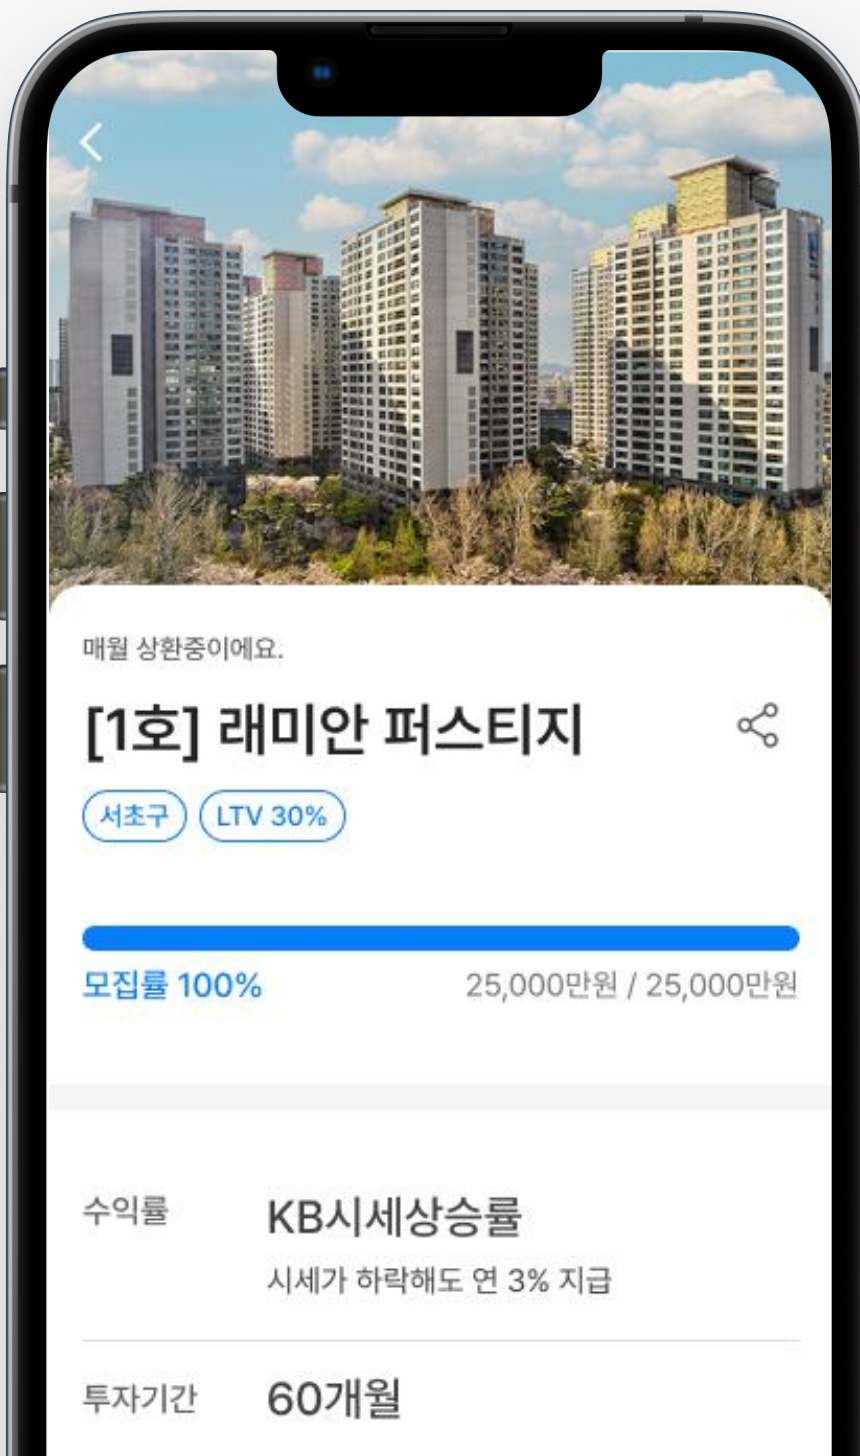 매월 상환중이에요.
[1호] 래미안 퍼스티지
서초구 LTV 30%
모집률 100% 25,000만원 / 25,000만원
수익률 KB시세상승률
시세가 하락해도 연 3% 지급
투자기간 60개월